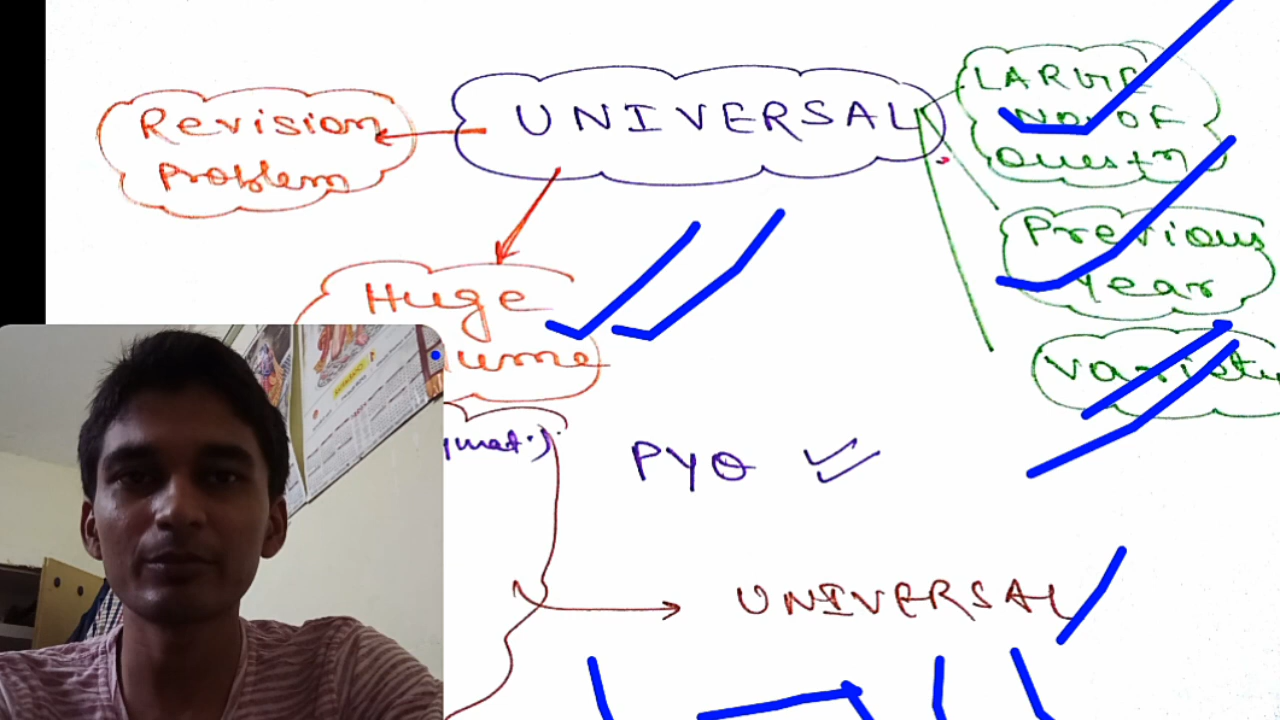 UNIVERSAL
Revision
Problem
LARGE
NO. OF
Questn
Previous
Year
Variety
Huge
PYQ
UNIVERSAL